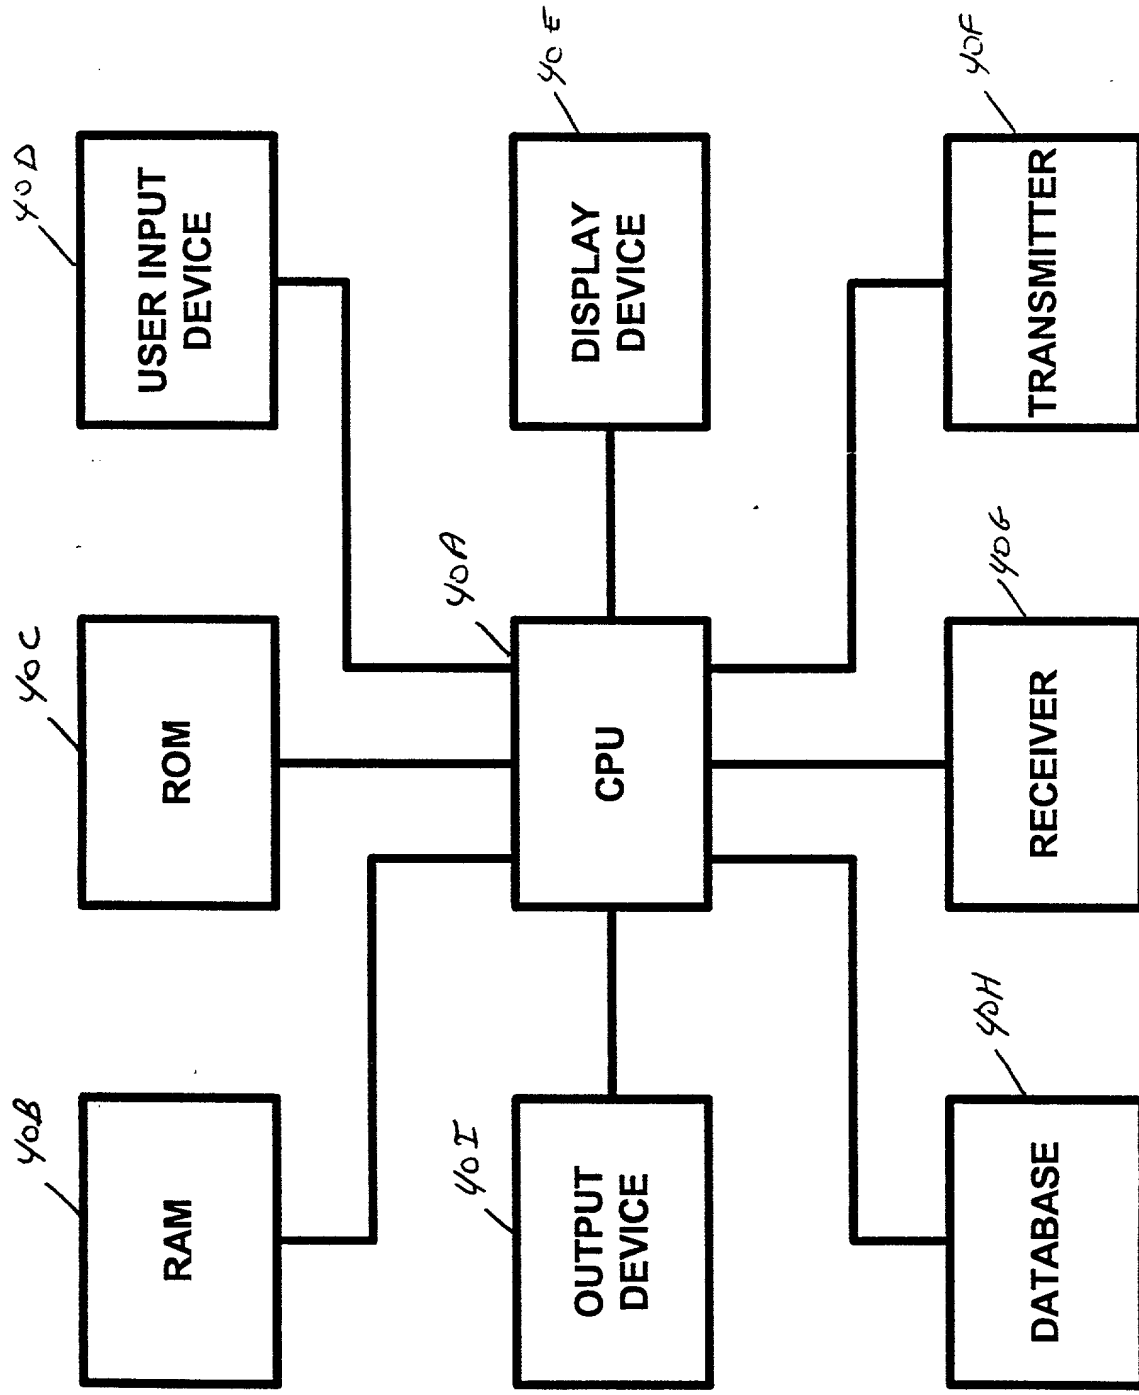 40B
RAM
40C
ROM
40D
USER INPUT
DEVICE
40I
OUTPUT
DEVICE
40A
CPU
40E
DISPLAY
DEVICE
40H
DATABASE
40G
RECEIVER
40F
TRANSMITTER